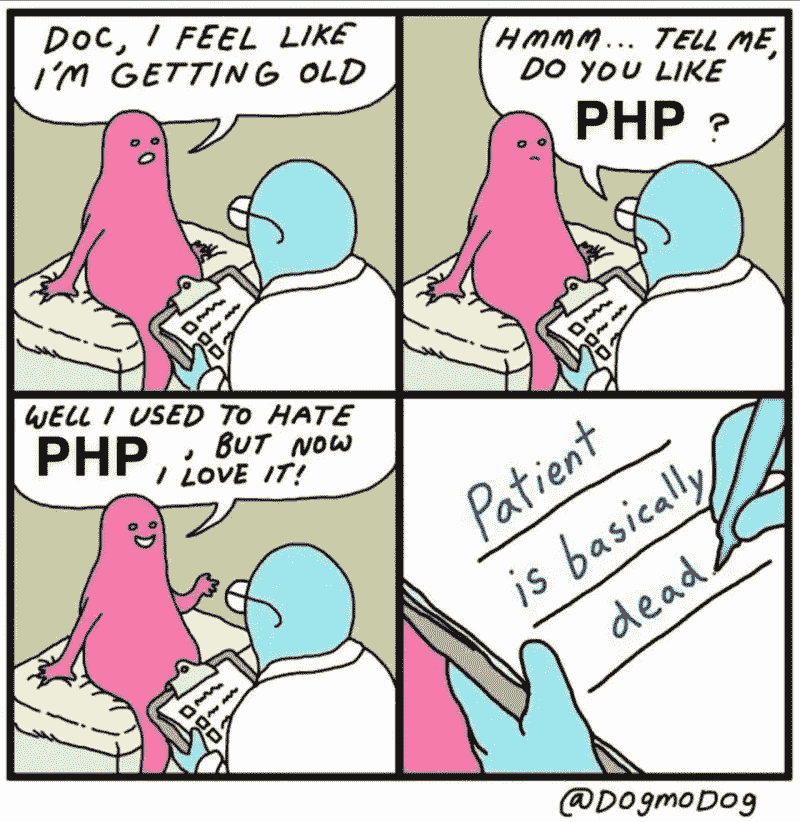 DOC, I FEEL LIKE
I'M GETTING OLD
HMMM... TELL ME,
DO YOU LIKE
PHP ?
WELL I USED TO HATE
PHP , BUT NOW
I LOVE IT!
Patient
is basically
dead.
@DOgmODOg